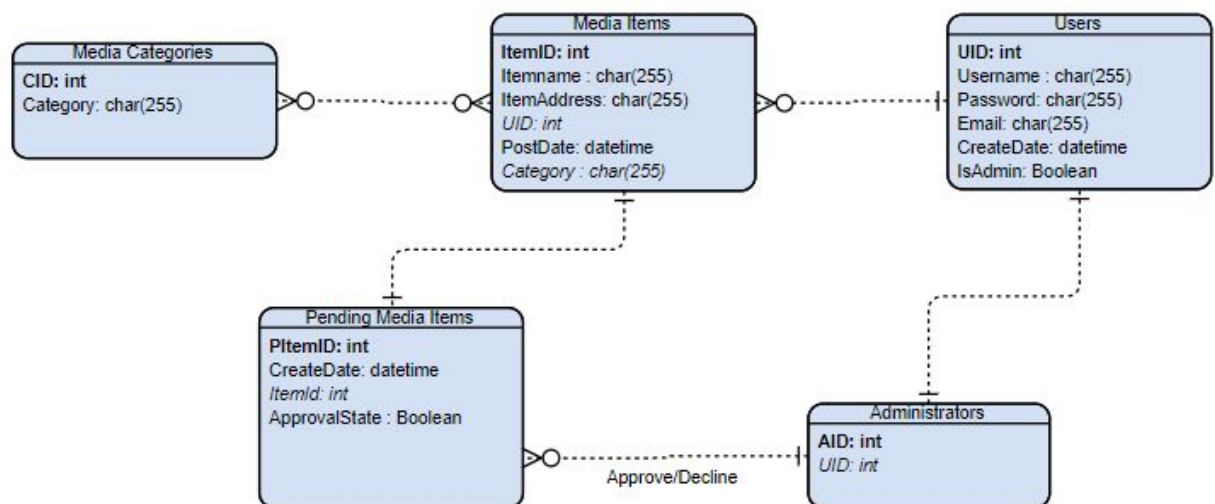 Media Categories
CID: int
Category: char(255)
Media Items
ItemID: int
Itemname : char(255)
ItemAddress: char(255)
UID: int
PostDate: datetime
Category : char(255)
Users
UID: int
Username : char(255)
Password: char(255)
Email: char(255)
CreateDate: datetime
IsAdmin: Boolean
Pending Media Items
PItemID: int
CreateDate: datetime
ItemId: int
ApprovalState : Boolean
Approve/Decline
Administrators
AID: int
UID: int